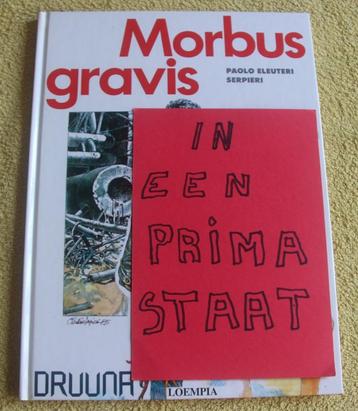 Morbus
gravis
PAOLO ELEUTERI
SERPIERI
IN
EEN
PRIMA
STAAT
DRUUNA
LOEMPIA